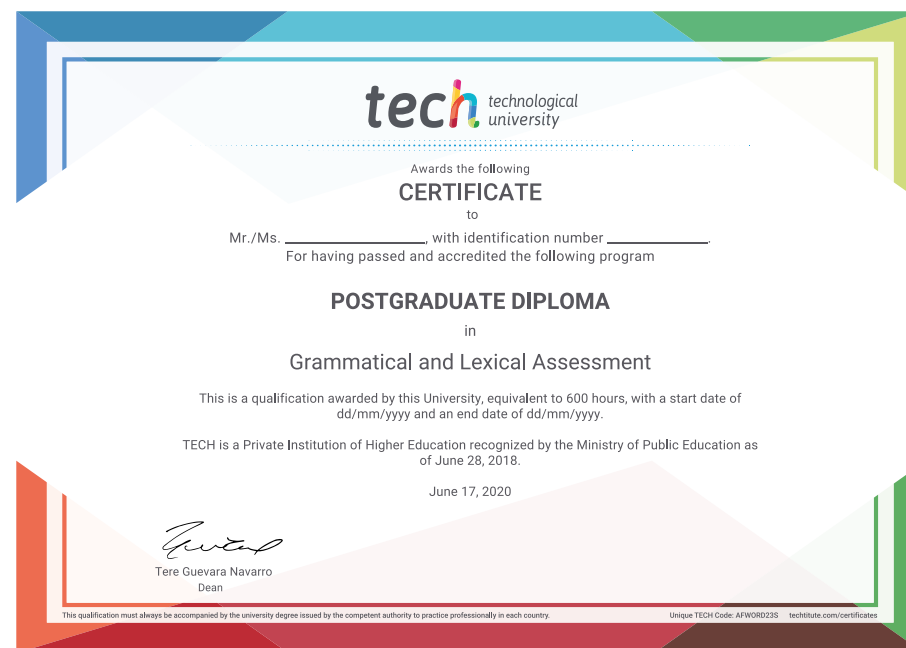 tech technological
university
Awards the following
CERTIFICATE
to
Mr./Ms. ____________________, with identification number ______________.
For having passed and accredited the following program
POSTGRADUATE DIPLOMA
in
Grammatical and Lexical Assessment
This is a qualification awarded by this University, equivalent to 600 hours, with a start date of
dd/mm/yyyy and an end date of dd/mm/yyyy.
TECH is a Private Institution of Higher Education recognized by the Ministry of Public Education as
of June 28, 2018.
June 17, 2020
Tere Guevara Navarro
Dean
This qualification must always be accompanied by the university degree issued by the competent authority to practice professionally in each country. Unique TECH Code: AFWORD23S techtitute.com/certificates